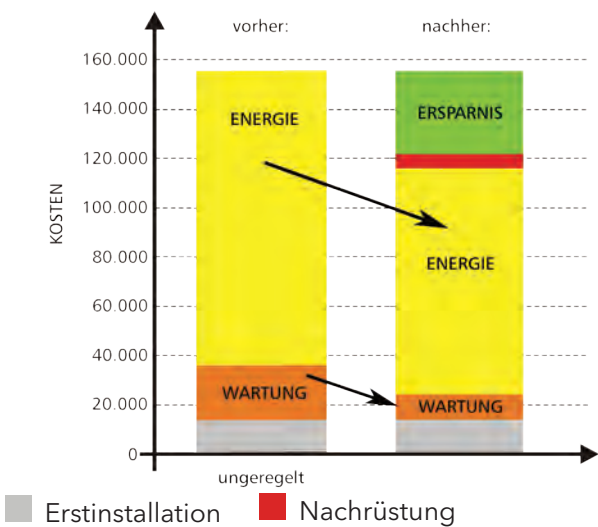 vorher: nachher:
160.000
140.000
120.000
100.000
80.000
60.000
40.000
20.000
0
KOSTEN
ENERGIE
WARTUNG
ERSPARNIS
ENERGIE
WARTUNG
ungeregelt
Erstinstallation Nachrüstung